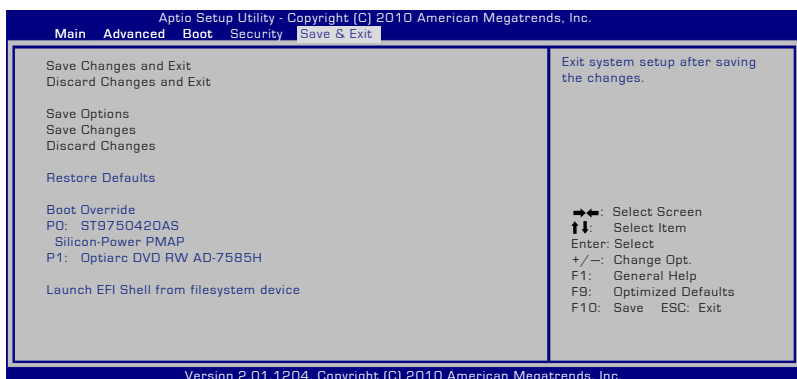 Aptio Setup Utility - Copyright (C) 2010 American Megatrends, Inc.
Main Advanced Boot Security Save & Exit
Save Changes and Exit
Discard Changes and Exit
Save Options
Save Changes
Discard Changes
Restore Defaults
Boot Override
P0: ST9750420AS
Silicon-Power PMAP
P1: Optiarc DVD RW AD-7585H
Launch EFI Shell from filesystem device
Exit system setup after saving
the changes.
→←: Select Screen
↑↓: Select Item
Enter: Select
+/—: Change Opt.
F1: General Help
F9: Optimized Defaults
F10: Save ESC: Exit
Version 2.01.1204. Copyright (C) 2010 American Megatrends, Inc.